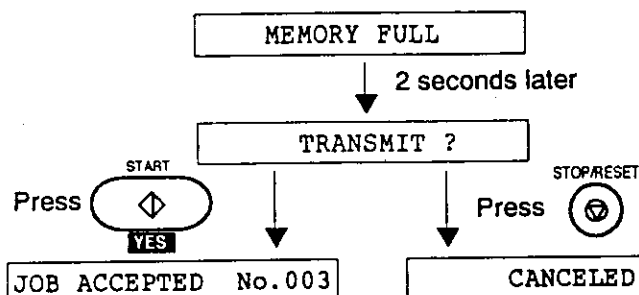 MEMORY FULL
2 seconds later
TRANSMIT ?
START
STOP/RESET
Press
Press
YES
JOB ACCEPTED No.003
CANCELED